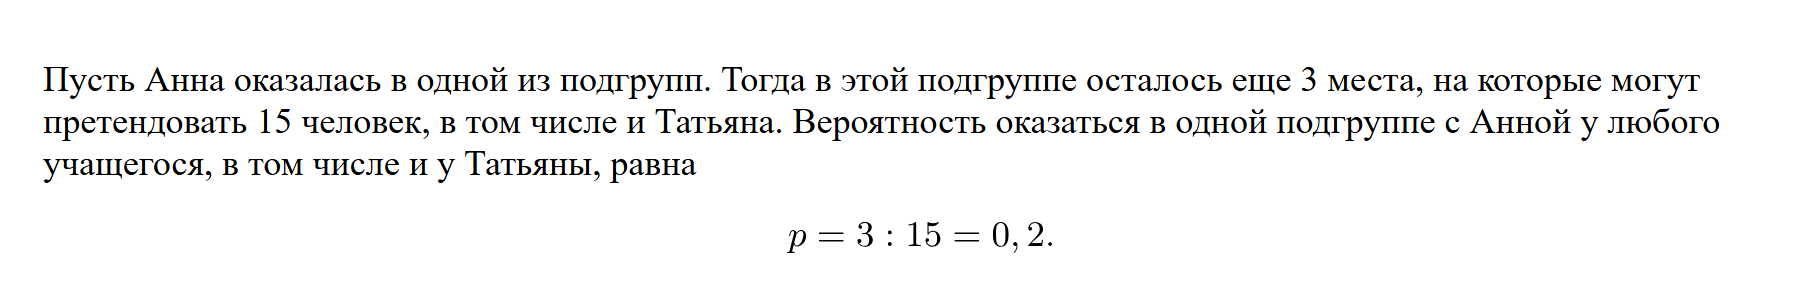 Пусть Анна оказалась в одной из подгрупп. Тогда в этой подгруппе осталось еще 3 места, на которые могут
претендовать 15 человек, в том числе и Татьяна. Вероятность оказаться в одной подгруппе с Анной у любого
учащегося, в том числе и у Татьяны, равна
p = 3 : 15 = 0, 2.